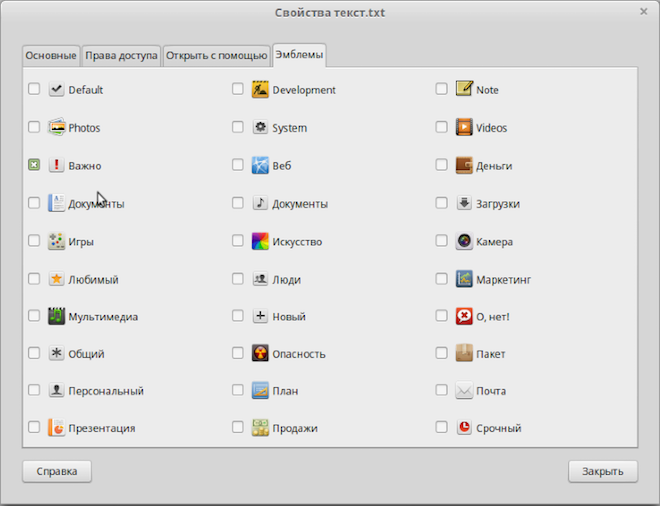 Свойства текст.txt
Основные Права доступа Открыть с помощью Эмблемы
Default Development Note
Photos System Videos
Важно Веб Деньги
Документы Документы Загрузки
Игры Искусство Камера
Любимый Люди Маркетинг
Мультимедиа Новый О, нет!
Общий Опасность Пакет
Персональный План Почта
Презентация Продажи Срочный
Справка Закрыть